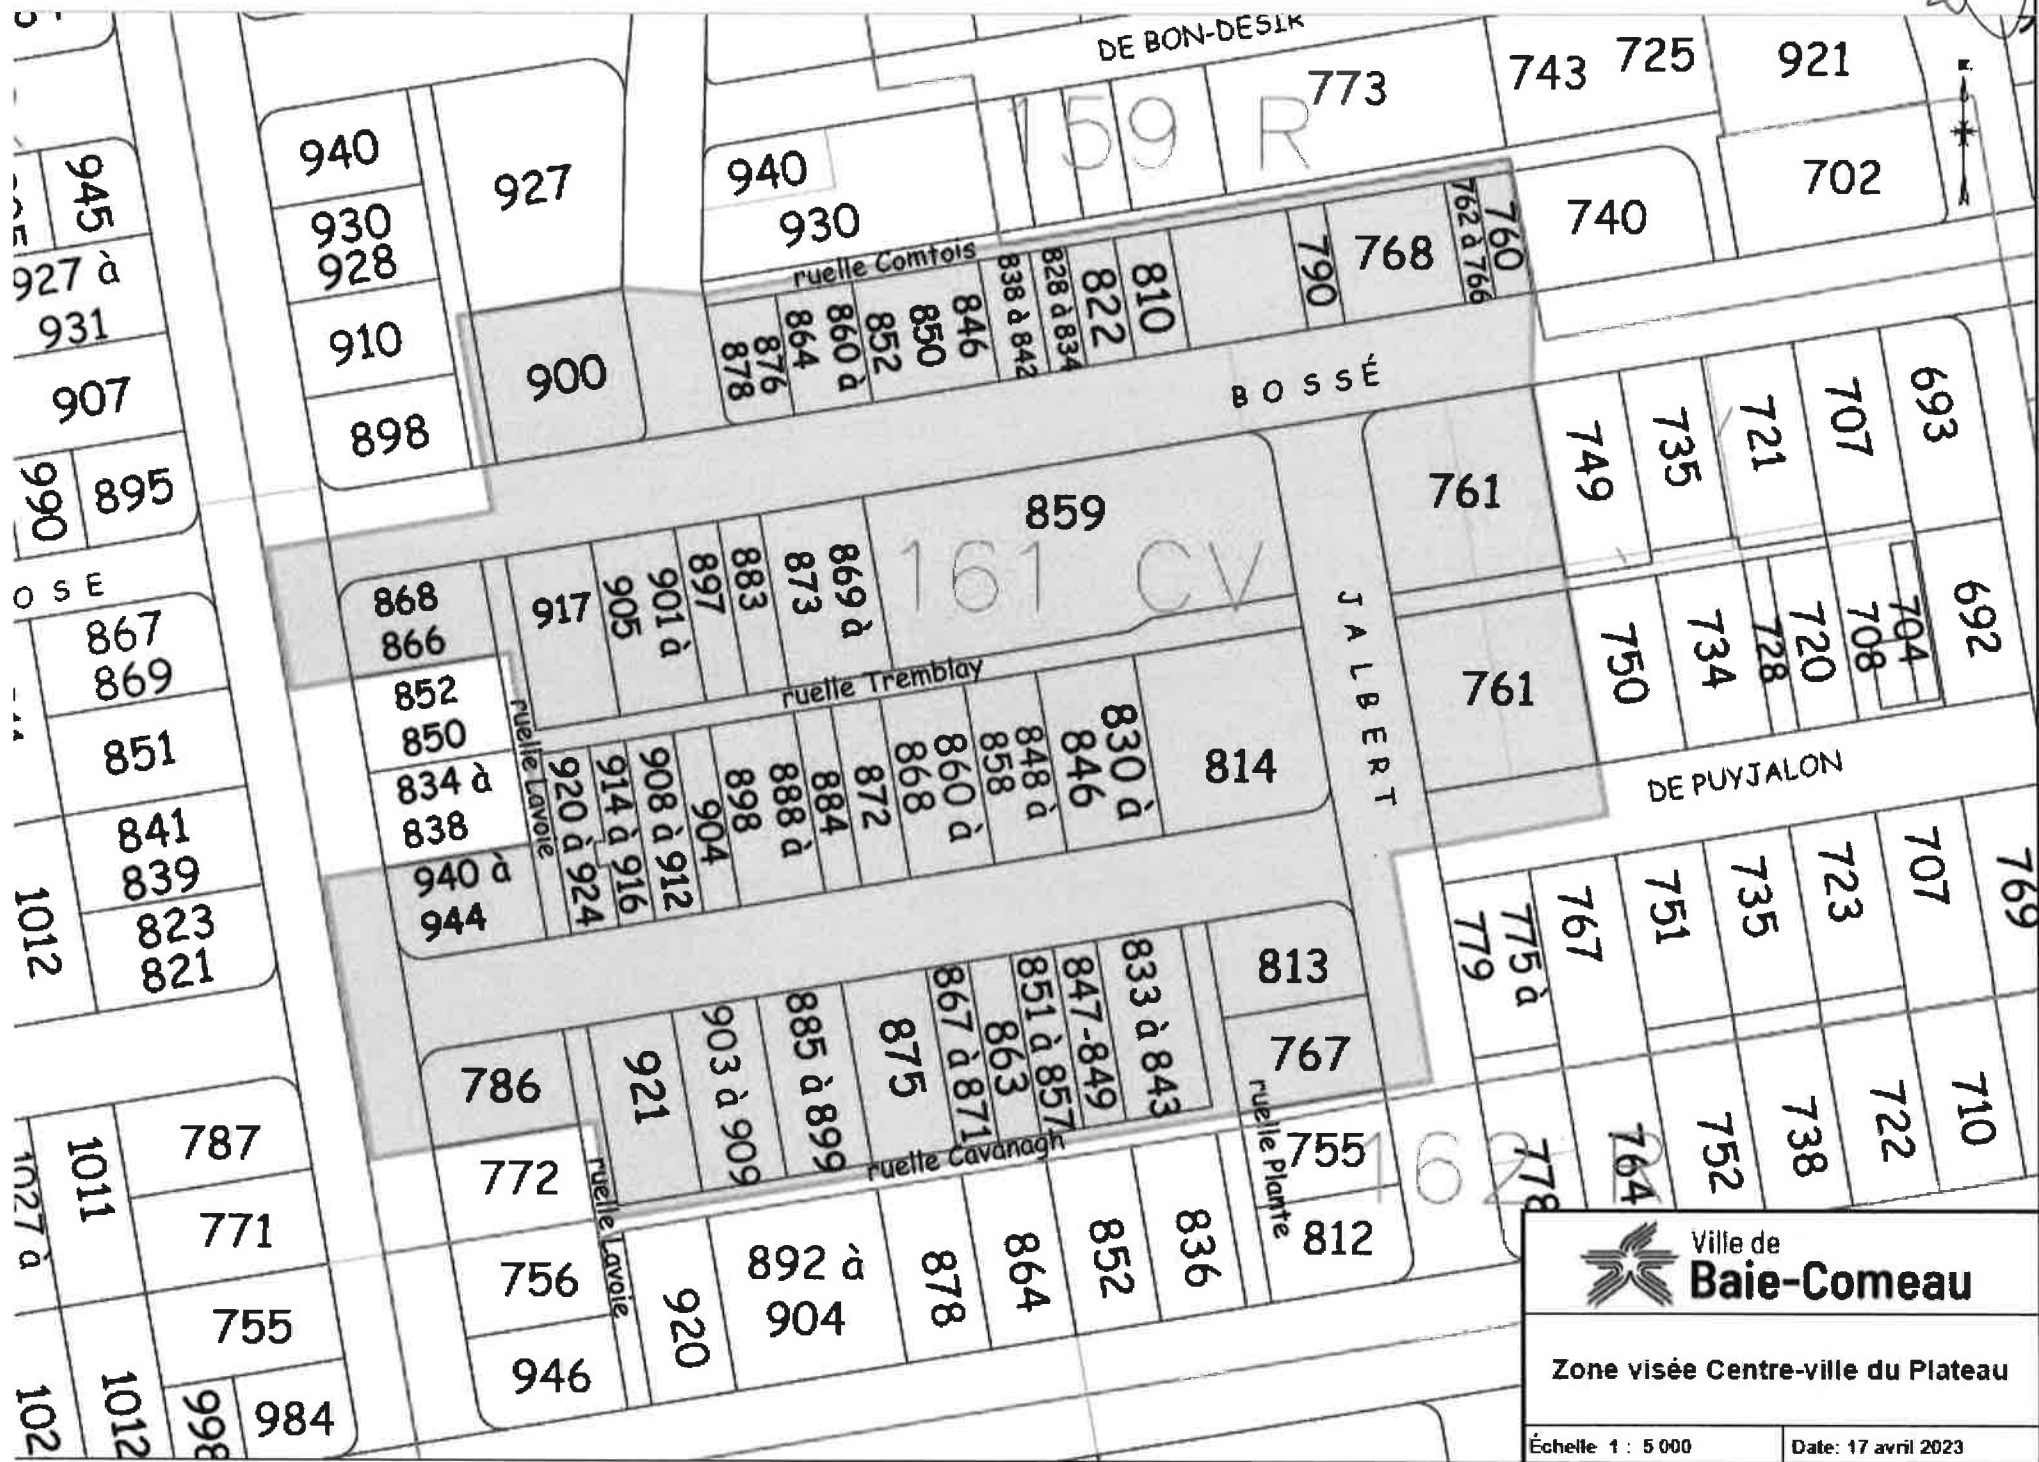 DE BON-DESIR
773
743
725
921
159 R
940
927
940
930
702
740
945
930
928
927 à
931
910
900
898
907
990
895
ruelle Comtois
878
876
864
860 à
852
850
846
838 à 842
828 à 834
822
810
790
768
762 à 766
760
BOSSÉ
761
749
735
721
707
693
859
161 CV
868
866
917
905
901 à
897
883
873
869 à
OSE
867
869
851
841
839
823
821
1012
852
850
834 à
838
940 à
944
ruelle Lavoie
ruelle Tremblay
920 à 924
914 à 916
908 à 912
904
898
888 à
884
872
868
860 à
858
848 à
846
830 à
814
JALBERT
761
750
734
728
720
708
704
692
DE PUYJALON
779
775 à
767
751
735
723
707
769
813
767
786
921
903 à 909
885 à 899
875
867 à 871
863
851 à 857
847-849
833 à 843
ruelle Cavanagh
ruelle Plante
755
812
162
778
764
752
738
722
710
787
771
755
1011
1027 à
1012
102
998
984
772
756
946
ruelle Lavoie
920
892 à
904
878
864
852
836
Ville de
Baie-Comeau
Zone visée Centre-ville du Plateau
Échelle 1 : 5 000
Date: 17 avril 2023